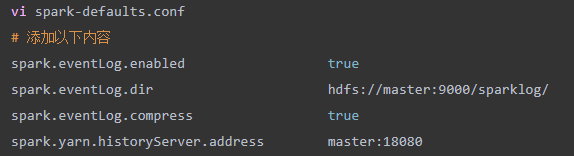 vi spark-defaults.conf
# 添加以下内容
spark.eventLog.enabled true
spark.eventLog.dir hdfs://master:9000/sparklog/
spark.eventLog.compress true
spark.yarn.historyServer.address master:18080